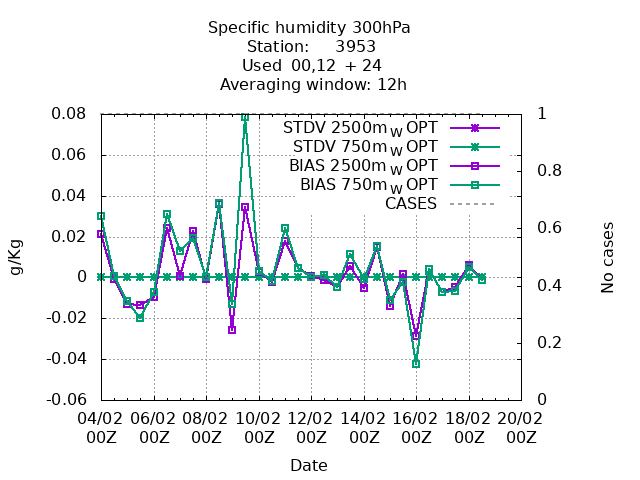 Specific humidity 300hPa
Station: 3953
Used 00,12 + 24
Averaging window: 12h
STDV 2500m_W OPT
STDV 750m_W OPT
BIAS 2500m_W OPT
BIAS 750m_W OPT
CASES
0.08
0.06
0.04
0.02
0
-0.02
-0.04
-0.06
g/Kg
1
0.8
0.6
0.4
0.2
0
No cases
04/02 06/02 08/02 10/02 12/02 14/02 16/02 18/02 20/02
00Z 00Z 00Z 00Z 00Z 00Z 00Z 00Z 00Z
Date